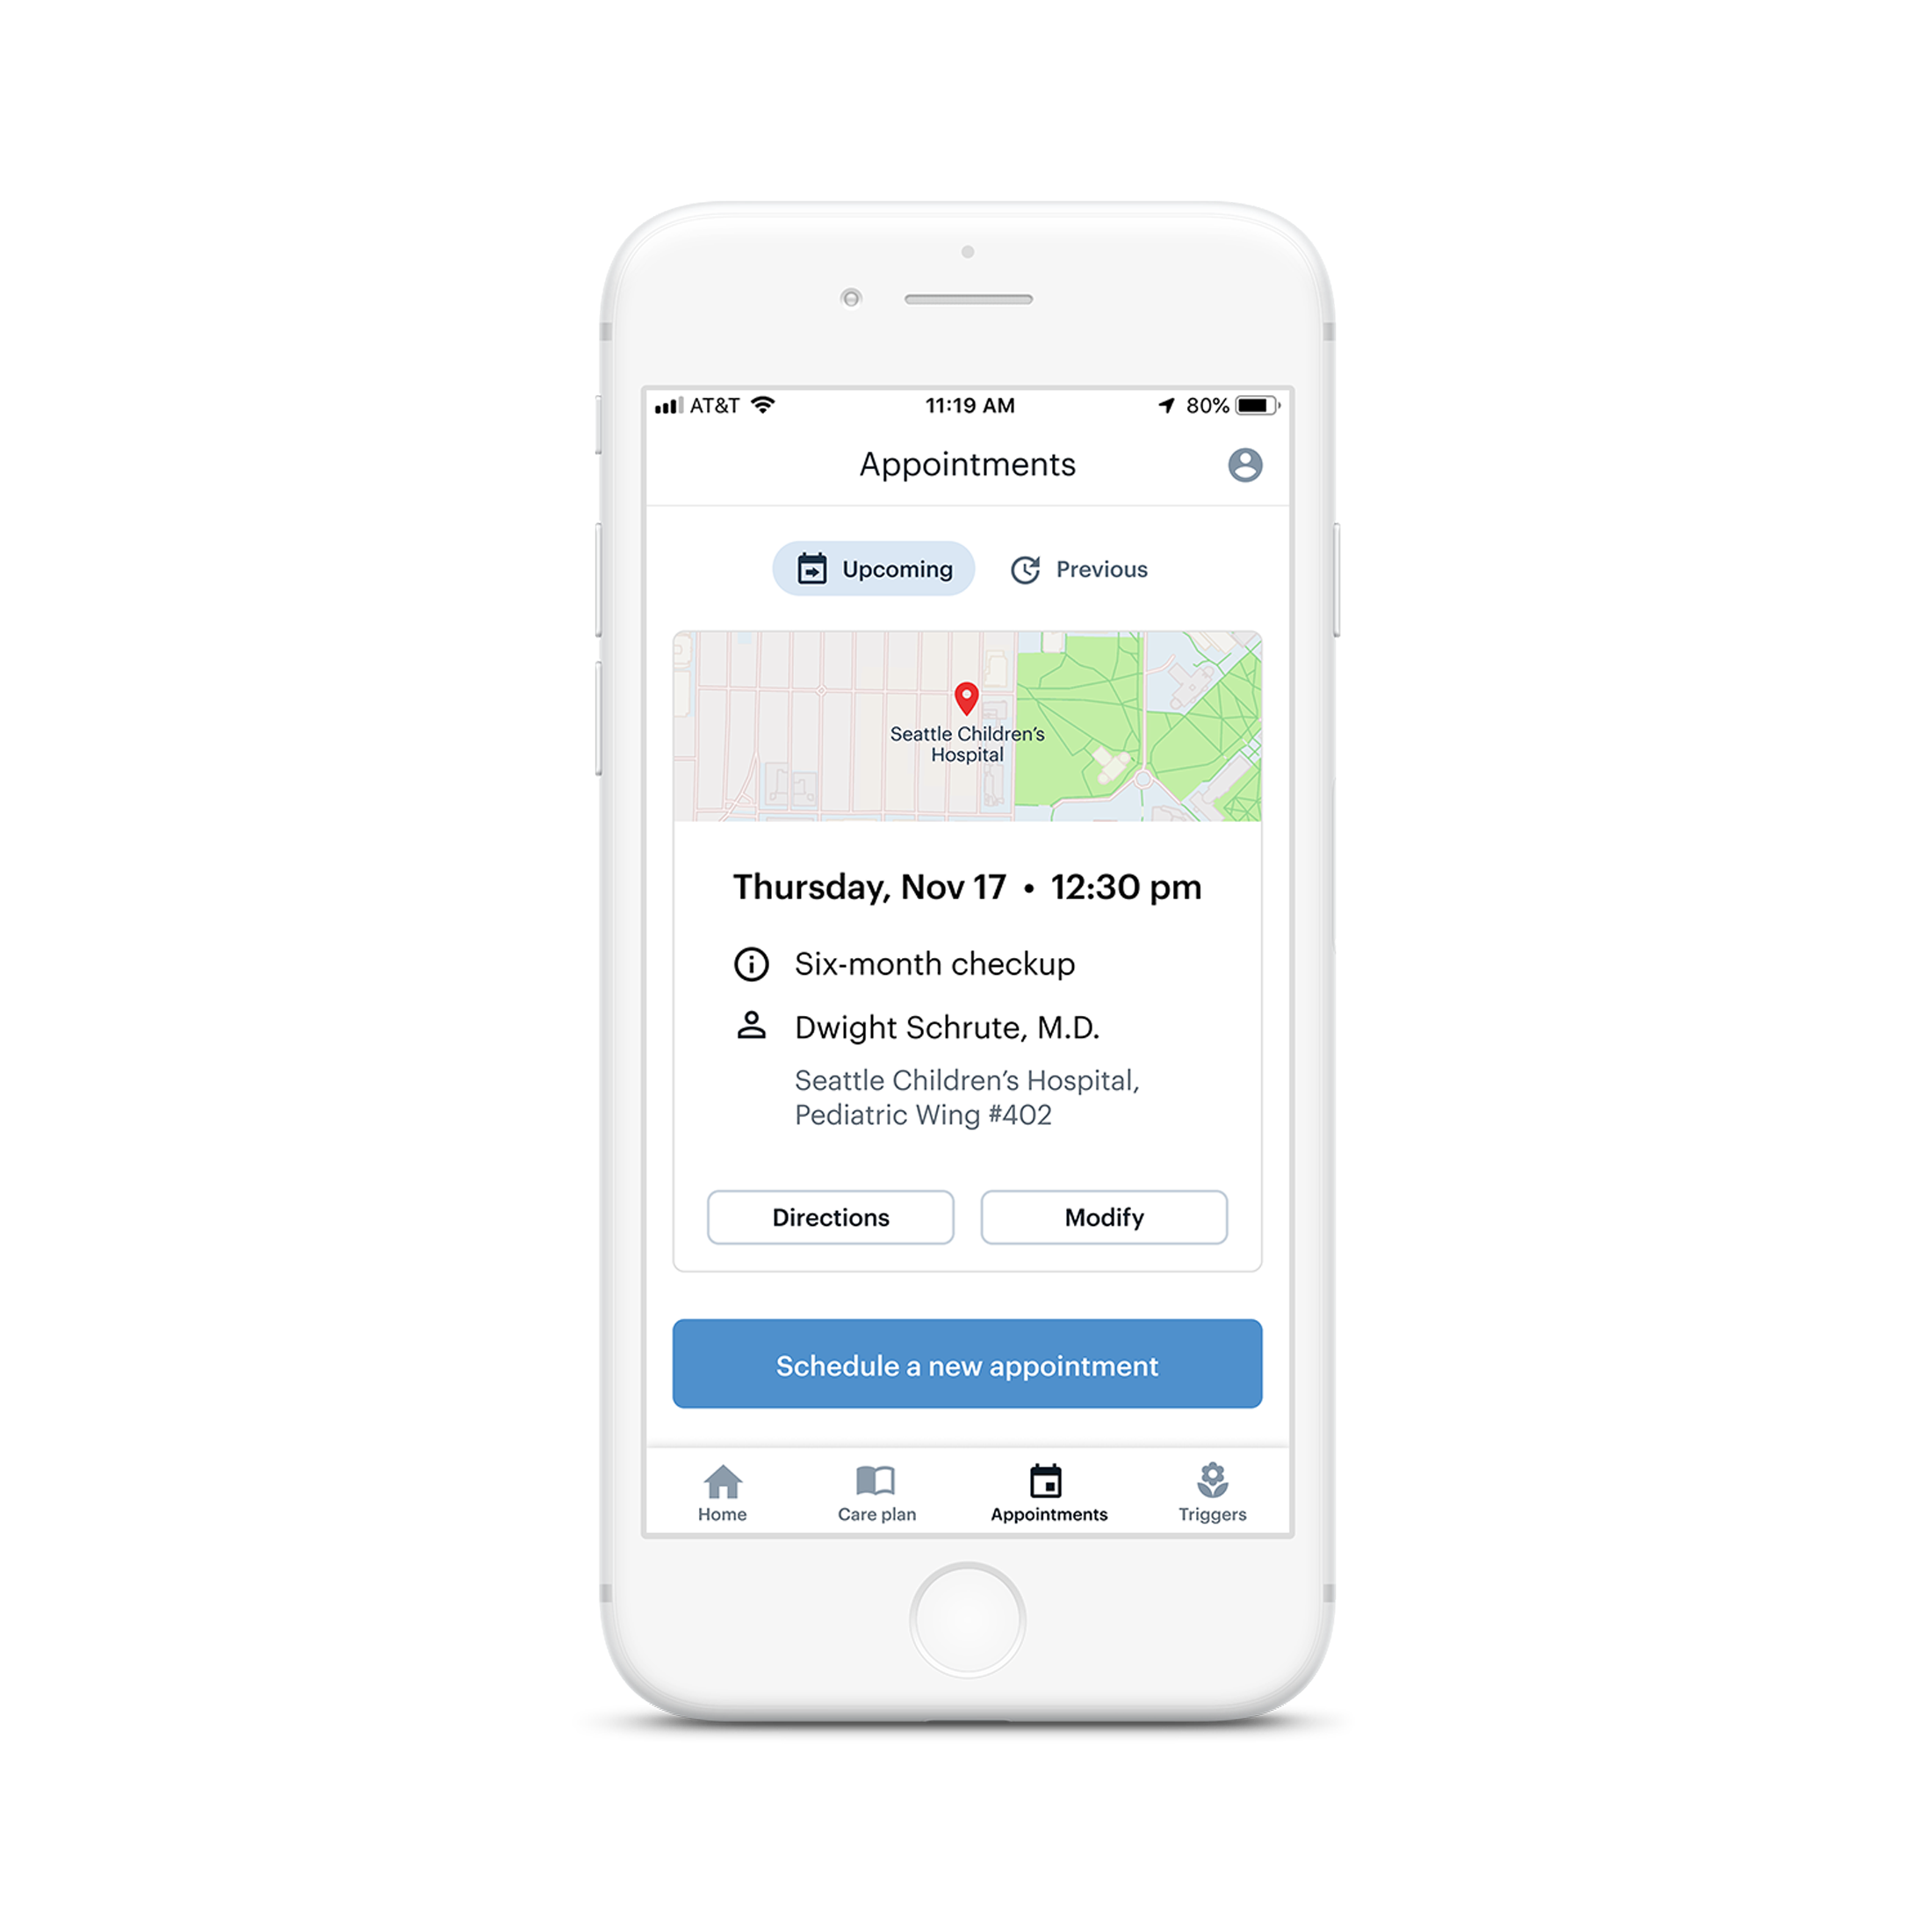 AT&T 11:19 AM 80%
Appointments
Upcoming Previous
Seattle Children’s
Hospital
Thursday, Nov 17 • 12:30 pm
Six-month checkup
Dwight Schrute, M.D.
Seattle Children’s Hospital,
Pediatric Wing #402
Directions Modify
Schedule a new appointment
Home Care plan Appointments Triggers